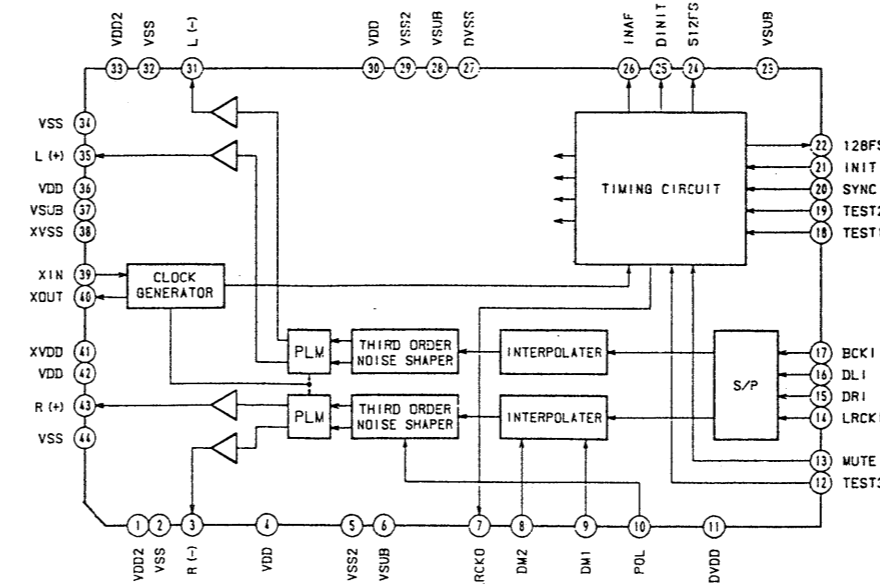 VDD2
VSS
L (-)
VDD
VSS2
VSUB
DVSS
INAF
DINIT
512FS
VSUB
33
32
31
30
29
28
27
26
25
24
23
VSS 34
L (+) 35
VDD 36
VSUB 37
XVSS 38
XIN 39
XOUT 40
XVDD 41
VDD 42
R (+) 43
VSS 44
CLOCK
GENERATOR
TIMING CIRCUIT
22 128FS
21 INIT
20 SYNC
19 TEST2
18 TEST1
PLM
THIRD ORDER
NOISE SHAPER
INTERPOLATER
PLM
THIRD ORDER
NOISE SHAPER
INTERPOLATER
S/P
17 BCKI
16 DLI
15 DRI
14 LRCKI
13 MUTE
12 TEST3
1
2
3
4
5
6
7
8
9
10
11
VDD2
VSS
R (-)
VDD
VSS2
VSUB
LRCKO
DM2
DM1
POL
DVDD